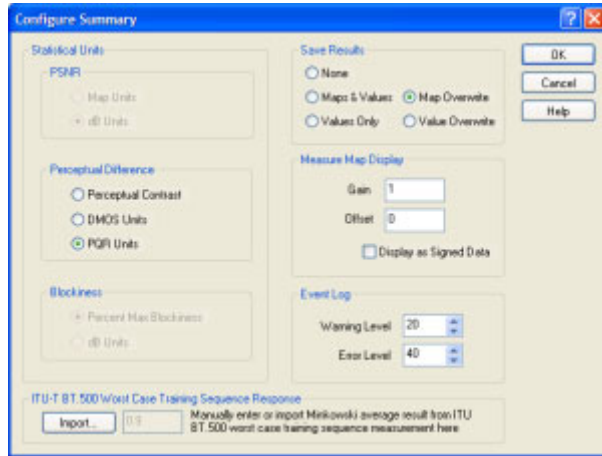 Configure Summary
Statistical Units
PSNR
Map Units
dB Units
Perceptual Difference
Perceptual Contrast
DMOS Units
PQR Units
Blockiness
Percent Max Blockiness
dB Units
Save Results
None
Maps & Values
Map Overwrite
Values Only
Value Overwrite
Measure Map Display
Gain 1
Offset 0
Display as Signed Data
Event Log
Warning Level 20
Error Level 40
OK
Cancel
Help
ITU-T BT.500 Worst Case Training Sequence Response
Import... 0.9 Manually enter or import Minkowski average result from ITU
BT.500 worst case training sequence measurement here